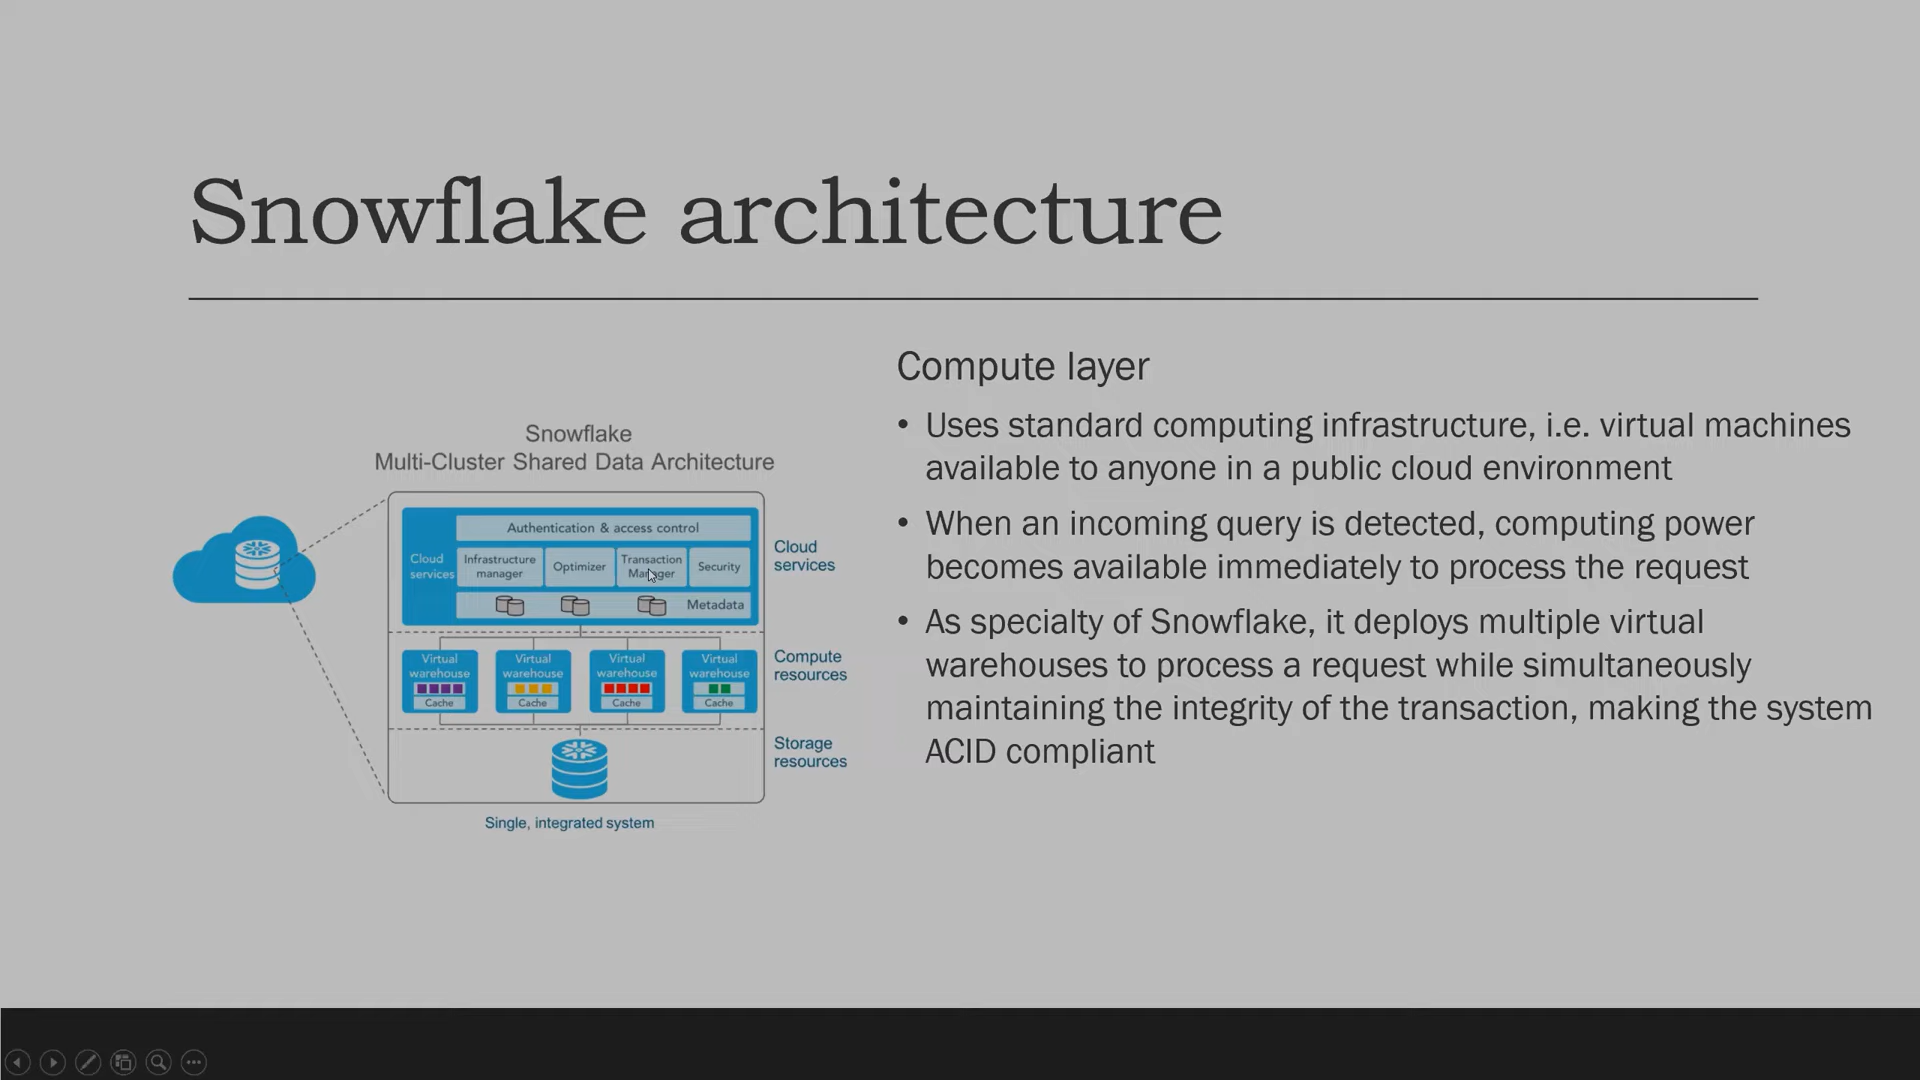 Snowflake architecture
Snowflake
Multi-Cluster Shared Data Architecture
Cloud
services
Authentication & access control
Infrastructure
manager
Optimizer
Transaction
Manager
Security
Metadata
Cloud
services
Virtual
warehouse
Cache
Virtual
warehouse
Cache
Virtual
warehouse
Cache
Virtual
warehouse
Cache
Compute
resources
Storage
resources
Single, integrated system
Compute layer
• Uses standard computing infrastructure, i.e. virtual machines
available to anyone in a public cloud environment
• When an incoming query is detected, computing power
becomes available immediately to process the request
• As specialty of Snowflake, it deploys multiple virtual
warehouses to process a request while simultaneously
maintaining the integrity of the transaction, making the system
ACID compliant